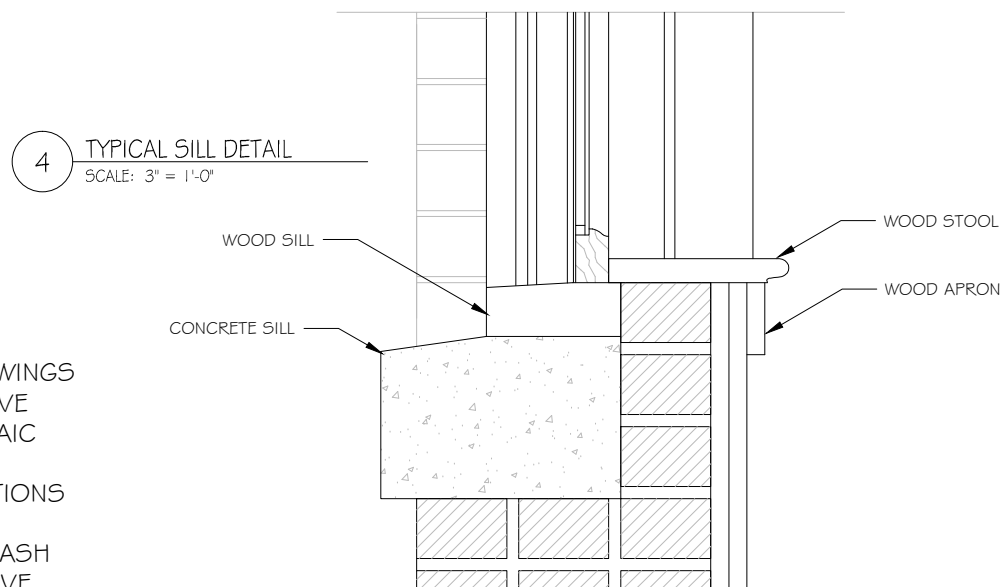 4
TYPICAL SILL DETAIL
SCALE: 3" = 1'-0"
WOOD SILL
CONCRETE SILL
WOOD STOOL
WOOD APRON
WINGS
VE
AIC
TIONS
ASH
VE